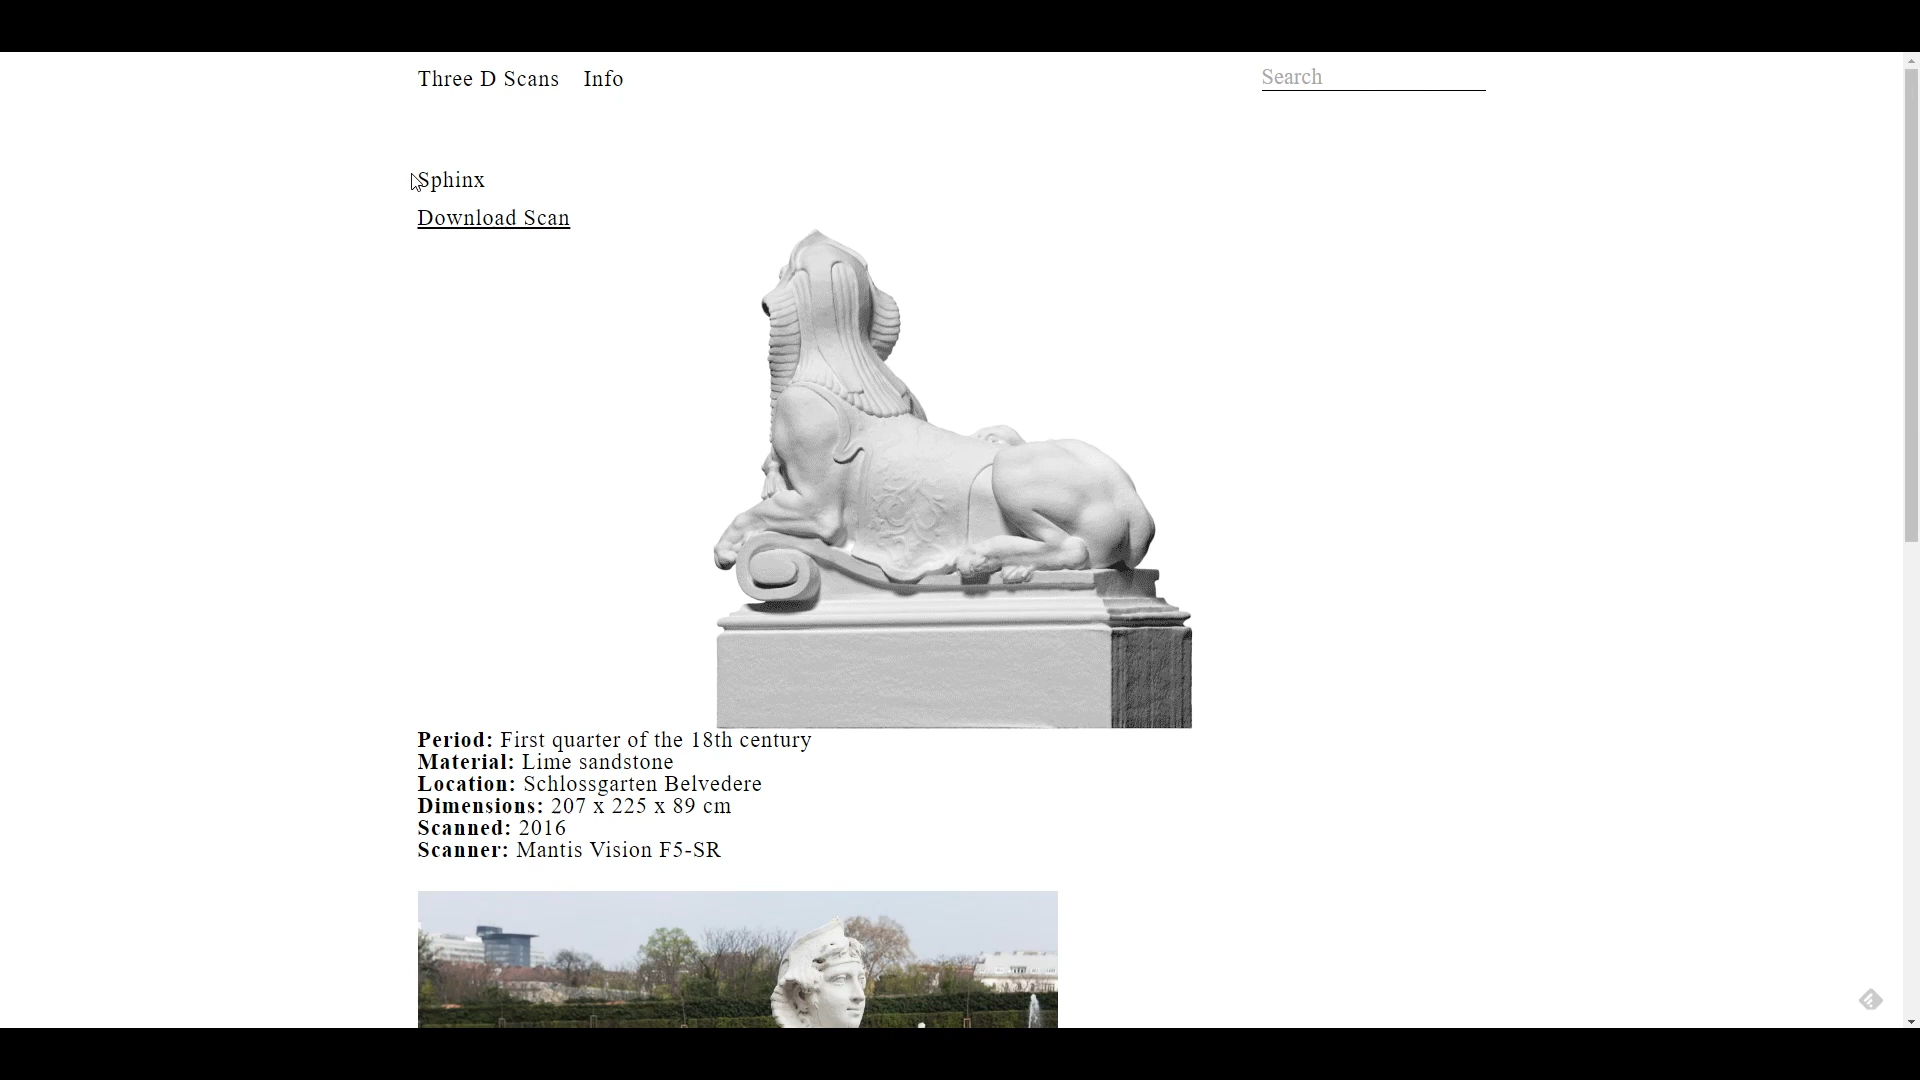 Three D Scans Info Search
Sphinx
Download Scan
Period: First quarter of the 18th century
Material: Lime sandstone
Location: Schlossgarten Belvedere
Dimensions: 207 x 225 x 89 cm
Scanned: 2016
Scanner: Mantis Vision F5-SR